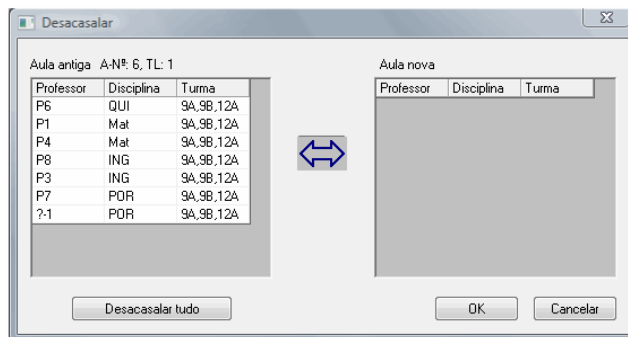 Desacasalar
Aula antiga A-Nº: 6, TL: 1
Professor Disciplina Turma
P6 QUI 9A,9B,12A
P1 Mat 9A,9B,12A
P4 Mat 9A,9B,12A
P8 ING 9A,9B,12A
P3 ING 9A,9B,12A
P7 POR 9A,9B,12A
?-1 POR 9A,9B,12A
Desacasalar tudo
Aula nova
Professor Disciplina Turma
OK Cancelar